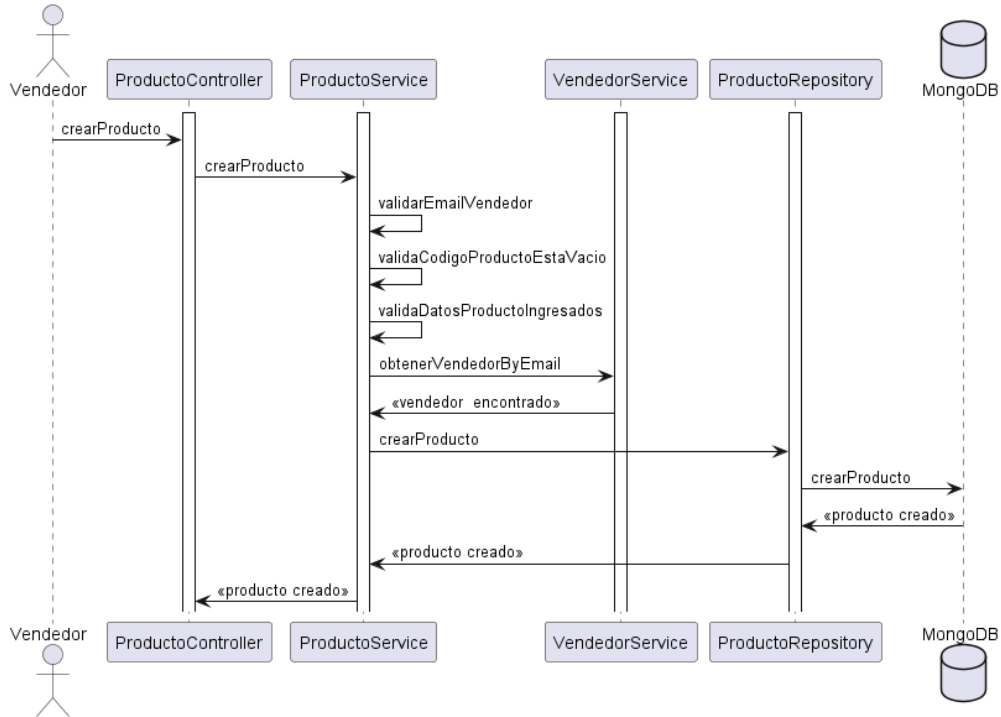 Vendedor
ProductoController
ProductoService
VendedorService
ProductoRepository
MongoDB
crearProducto
crearProducto
validarEmailVendedor
validaCodigoProductoEstaVacio
validaDatosProductoIngresados
obtenerVendedorByEmail
«vendedor encontrado»
crearProducto
crearProducto
«producto creado»
«producto creado»
«producto creado»
Vendedor
ProductoController
ProductoService
VendedorService
ProductoRepository
MongoDB